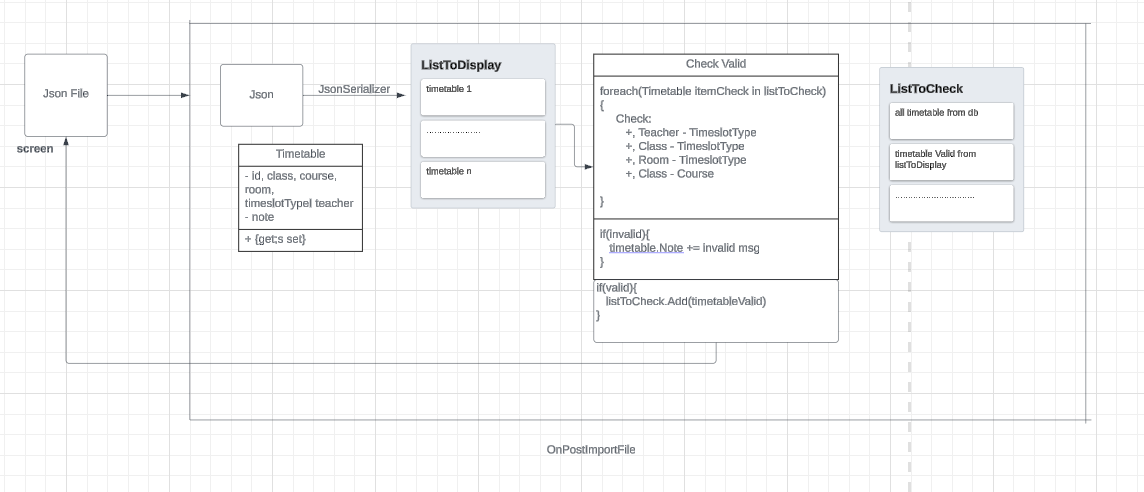 Json File
screen
Json
JsonSerializer
Timetable
- id, class, course,
room,
timeslotType| teacher
- note
+ {get;s set}
ListToDisplay
timetable 1
......................
timetable n
Check Valid
foreach(Timetable itemCheck in listToCheck)
{
Check:
+, Teacher - TimeslotType
+, Class - TimeslotType
+, Room - TimeslotType
+, Class - Course
}
if(invalid){
timetable.Note += invalid msg
}
if(valid){
listToCheck.Add(timetableValid)
}
ListToCheck
all timetable from db
timetable Valid from
listToDisplay
................................
OnPostImportFile